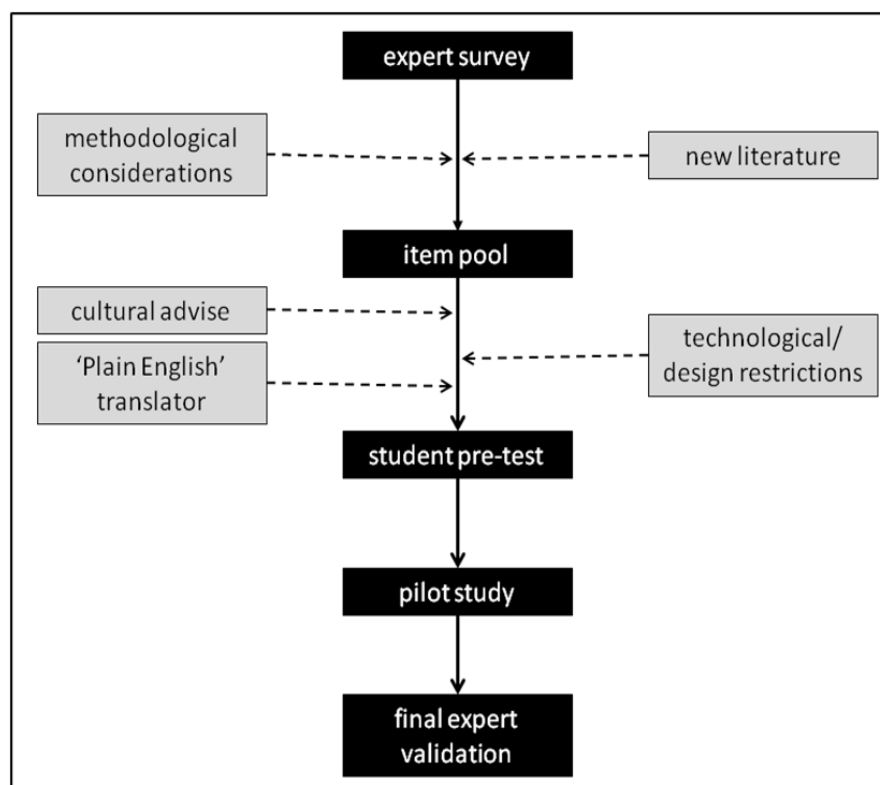 expert survey
methodological
considerations
new literature
item pool
cultural advise
'Plain English'
translator
technological/
design restrictions
student pre-test
pilot study
final expert
validation